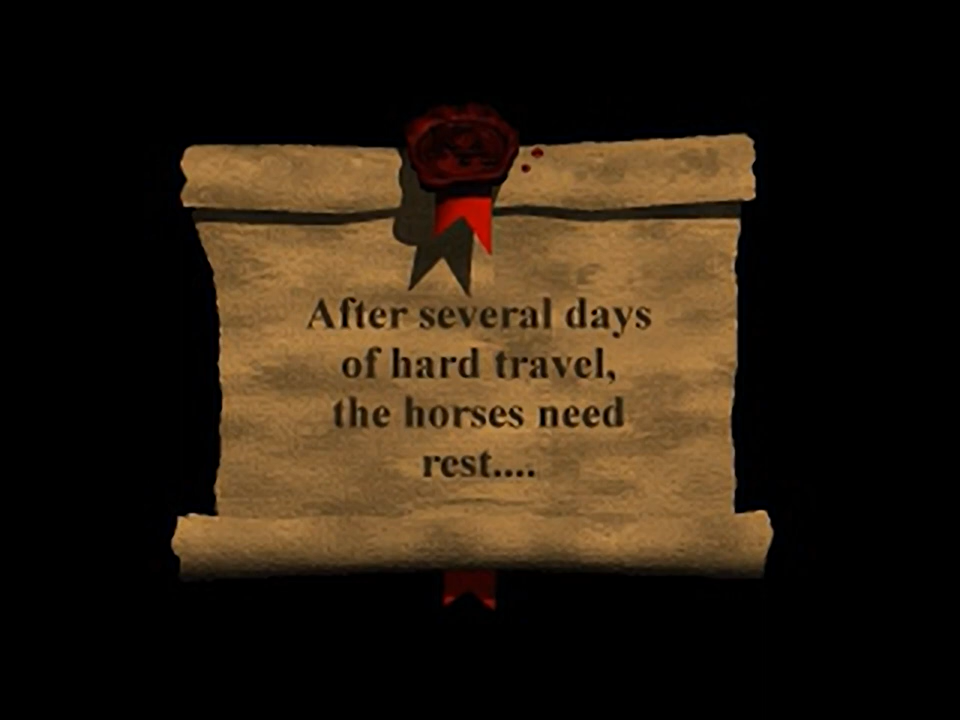 After several days
of hard travel,
the horses need
rest....